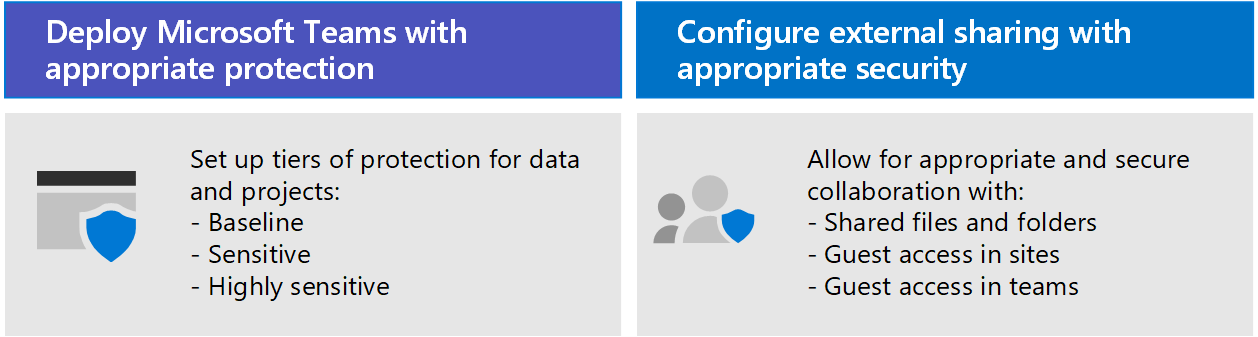 Deploy Microsoft Teams with
appropriate protection
Set up tiers of protection for data
and projects:
- Baseline
- Sensitive
- Highly sensitive
Configure external sharing with
appropriate security
Allow for appropriate and secure
collaboration with:
- Shared files and folders
- Guest access in sites
- Guest access in teams